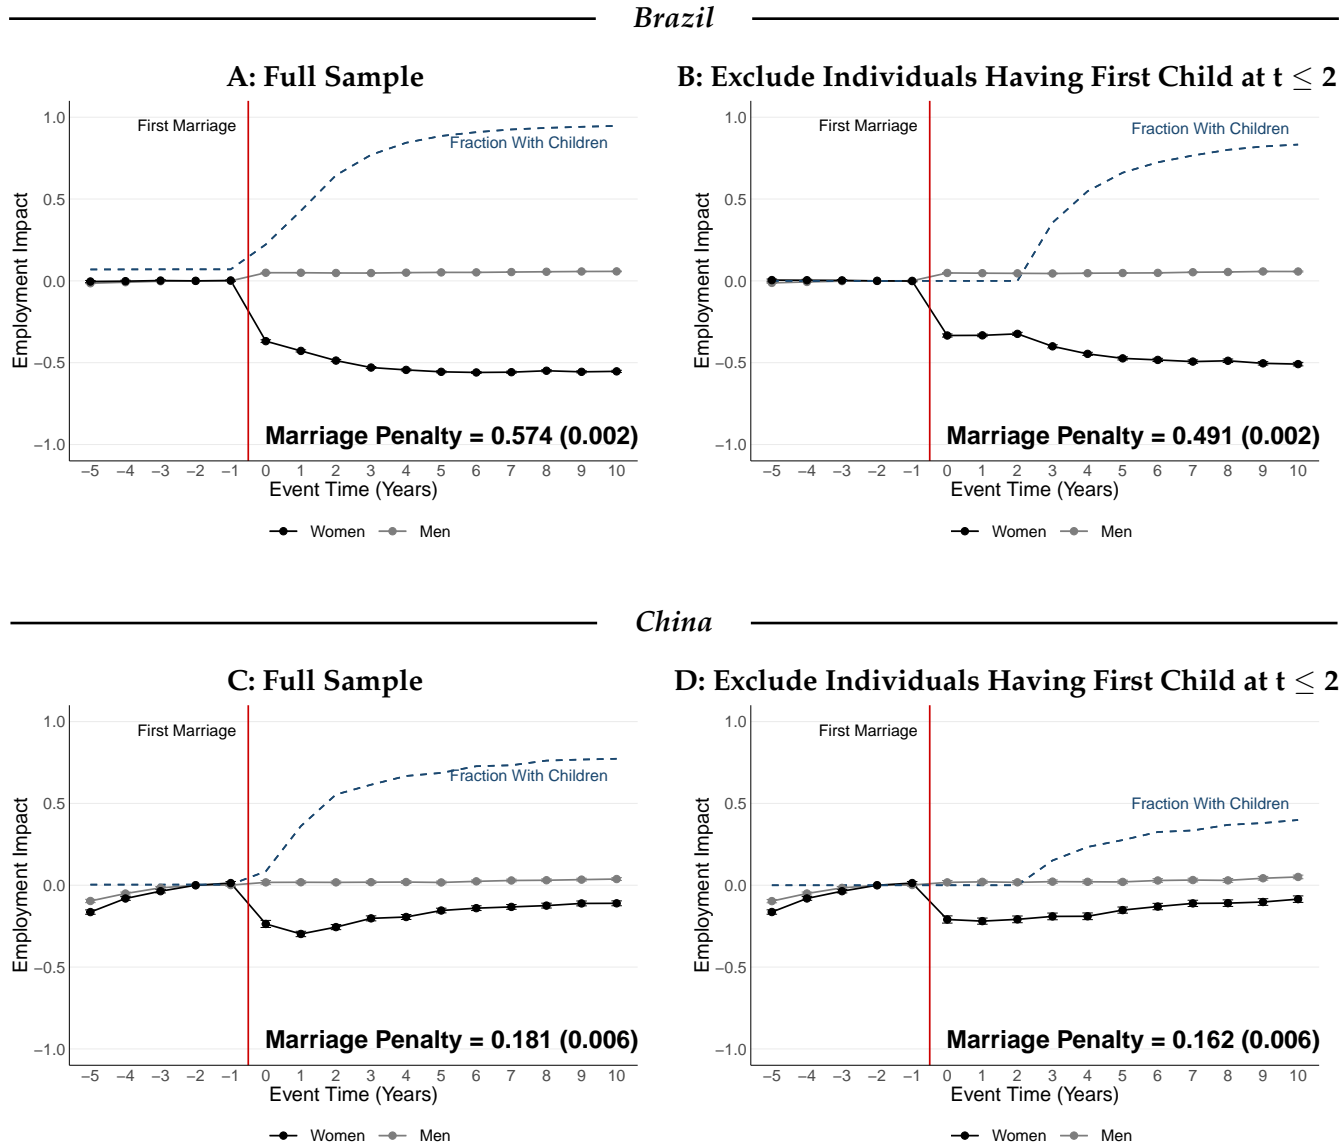 Brazil
A: Full Sample
1.0
0.5
0.0
−0.5
−1.0
Employment Impact
First Marriage
Fraction With Children
Marriage Penalty = 0.574 (0.002)
−5 −4 −3 −2 −1 0 1 2 3 4 5 6 7 8 9 10
Event Time (Years)
Women Men
B: Exclude Individuals Having First Child at t ≤ 2
1.0
0.5
0.0
−0.5
−1.0
Employment Impact
First Marriage
Fraction With Children
Marriage Penalty = 0.491 (0.002)
−5 −4 −3 −2 −1 0 1 2 3 4 5 6 7 8 9 10
Event Time (Years)
Women Men
China
C: Full Sample
1.0
0.5
0.0
−0.5
−1.0
Employment Impact
First Marriage
Fraction With Children
Marriage Penalty = 0.181 (0.006)
−5 −4 −3 −2 −1 0 1 2 3 4 5 6 7 8 9 10
Event Time (Years)
Women Men
D: Exclude Individuals Having First Child at t ≤ 2
1.0
0.5
0.0
−0.5
−1.0
Employment Impact
First Marriage
Fraction With Children
Marriage Penalty = 0.162 (0.006)
−5 −4 −3 −2 −1 0 1 2 3 4 5 6 7 8 9 10
Event Time (Years)
Women Men